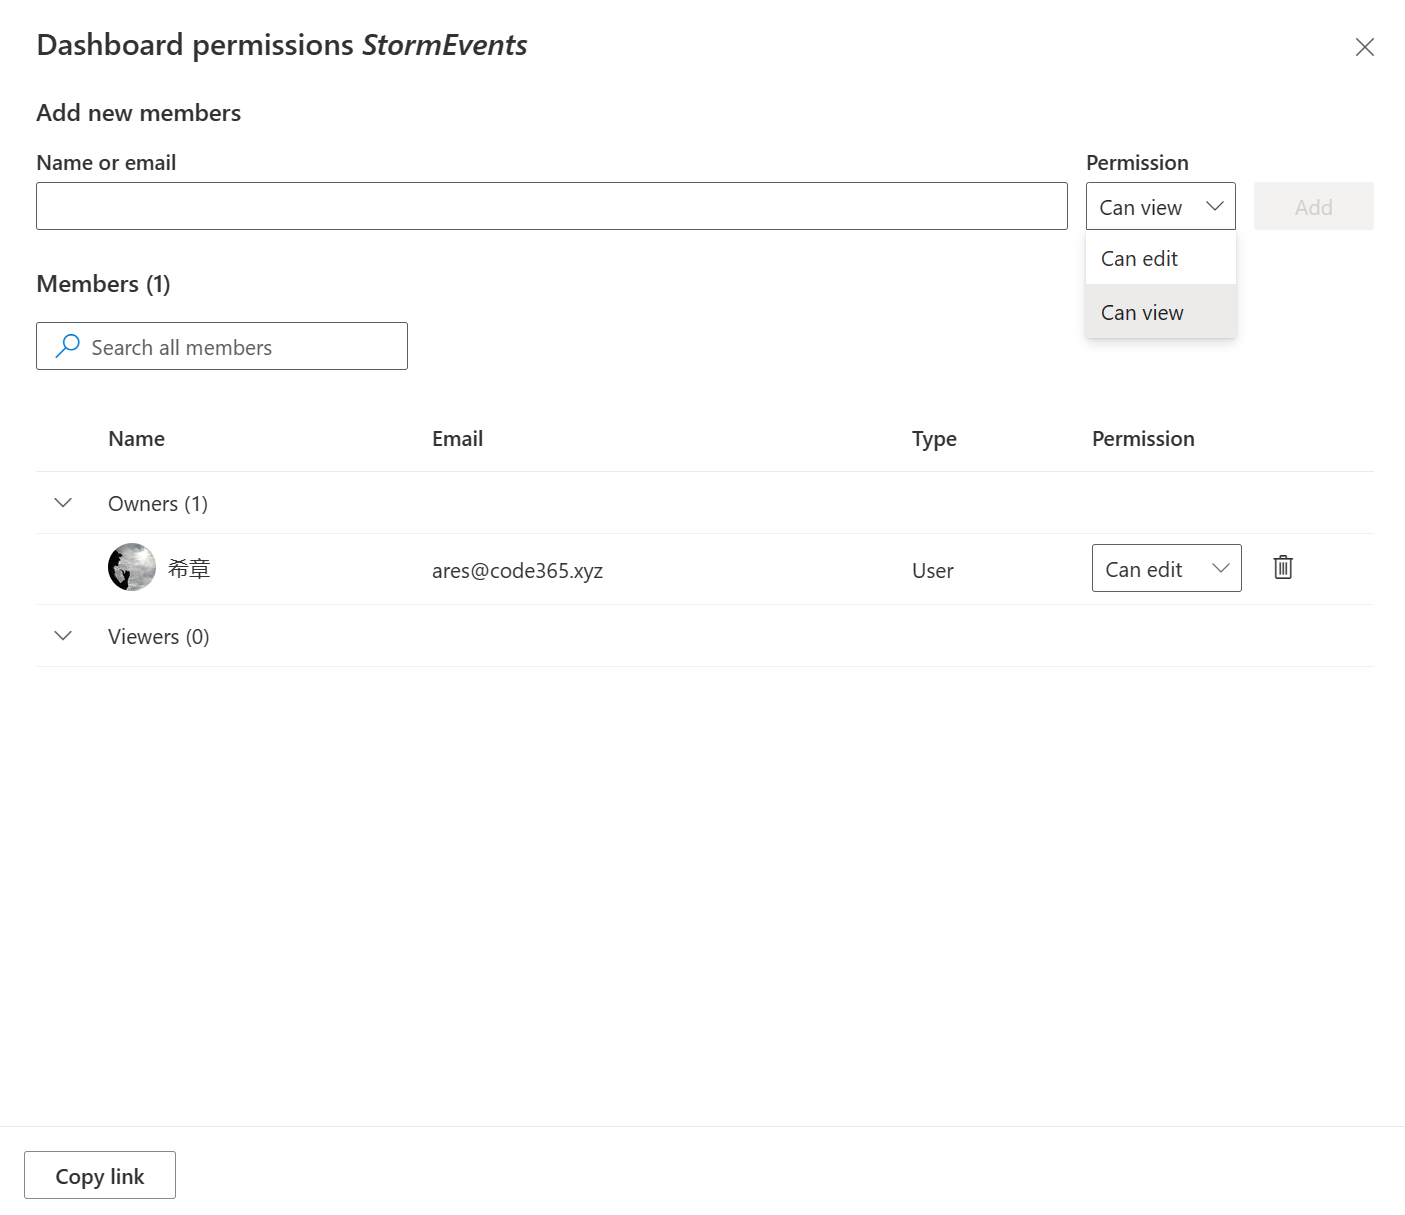 Dashboard permissions StormEvents
Add new members
Name or email
Permission
Can view
Add
Can edit
Can view
Members (1)
Search all members
Name Email Type Permission
Owners (1)
希章 ares@code365.xyz User Can edit
Viewers (0)
Copy link